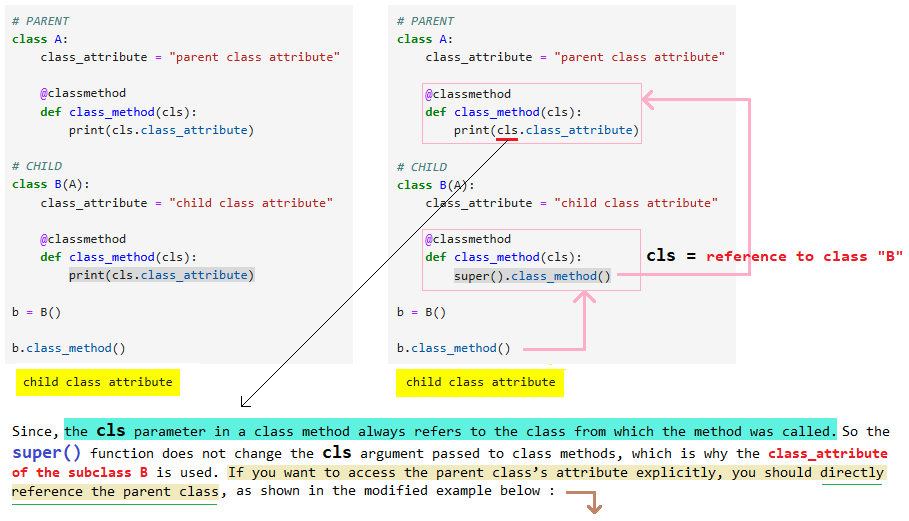 # PARENT
class A:
class_attribute = "parent class attribute"
@classmethod
def class_method(cls):
print(cls.class_attribute)
# CHILD
class B(A):
class_attribute = "child class attribute"
@classmethod
def class_method(cls):
print(cls.class_attribute)
b = B()
b.class_method()
child class attribute
# PARENT
class A:
class_attribute = "parent class attribute"
@classmethod
def class_method(cls):
print(cls.class_attribute)
# CHILD
class B(A):
class_attribute = "child class attribute"
@classmethod
def class_method(cls):
super().class_method()
cls = reference to class "B"
b = B()
b.class_method()
child class attribute
Since, the cls parameter in a class method always refers to the class from which the method was called. So the
super() function does not change the cls argument passed to class methods, which is why the class_attribute
of the subclass B is used. If you want to access the parent class’s attribute explicitly, you should directly
reference the parent class, as shown in the modified example below :